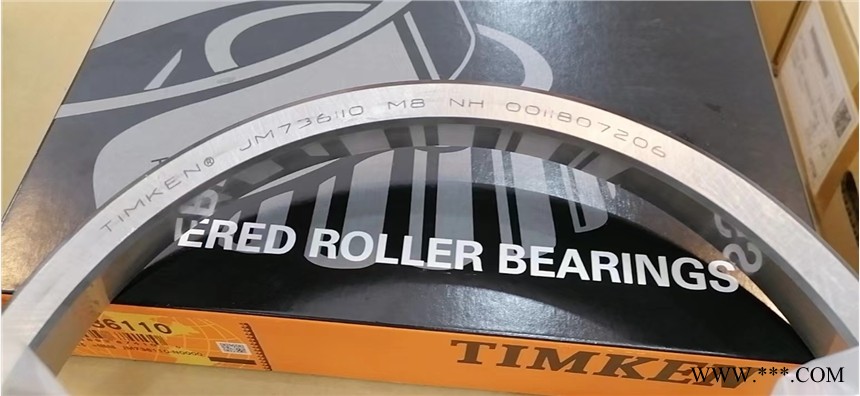 TIMKEN® JM736110 M8 NH 0011807206
ERED ROLLER BEARINGS
36110
TIMKEN
WWW.***.COM